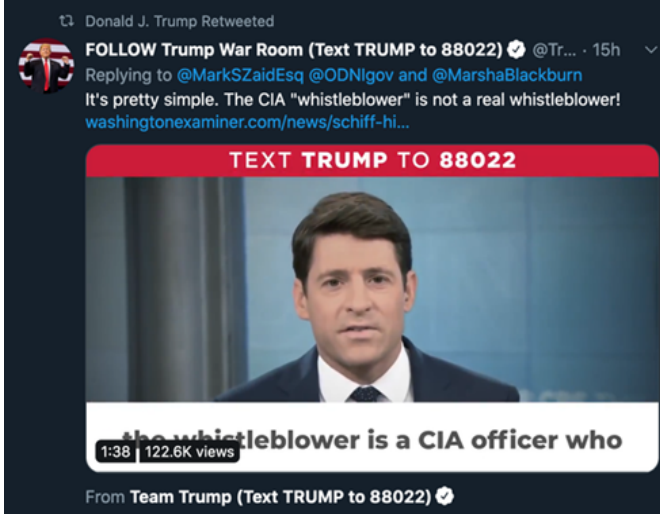 Donald J. Trump Retweeted
FOLLOW Trump War Room (Text TRUMP to 88022) @Tr... · 15h
Replying to @MarkSZaidEsq @ODNIgov and @MarshaBlackburn
It's pretty simple. The CIA "whistleblower" is not a real whistleblower!
washingtonexaminer.com/news/schiff-hi...
TEXT TRUMP TO 88022
the whistleblower is a CIA officer who
1:38 122.6K views
From Team Trump (Text TRUMP to 88022)